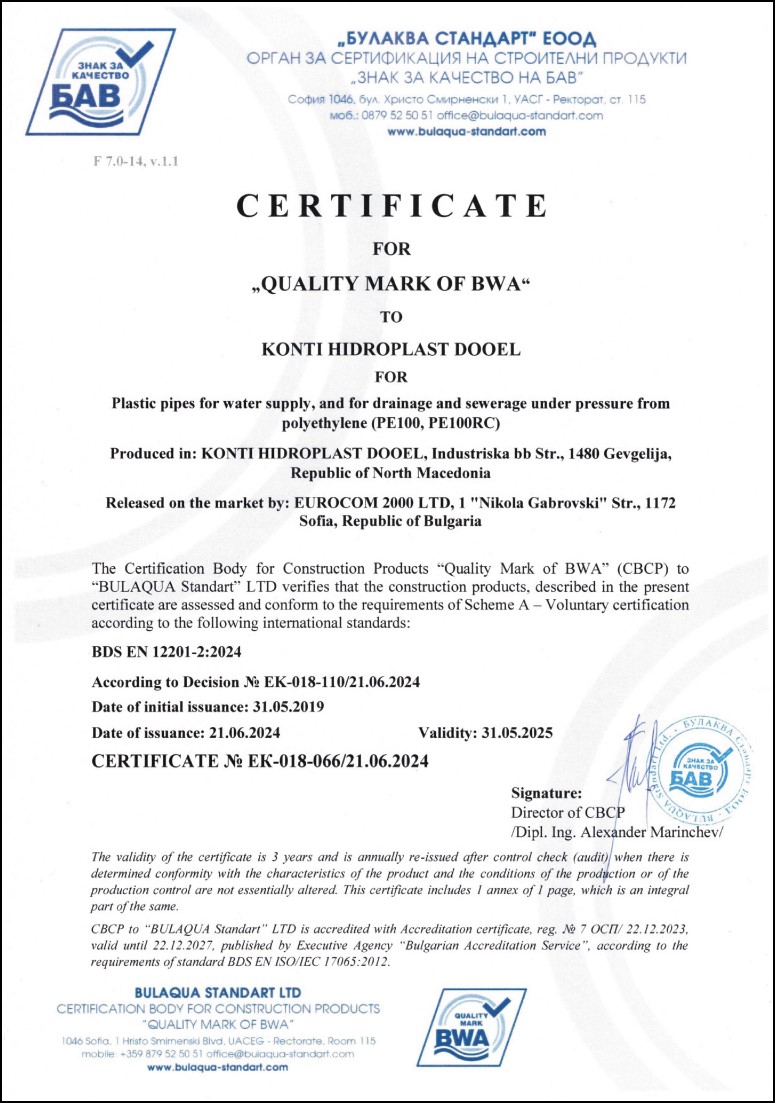 ЗНАК ЗА
КАЧЕСТВО
БАВ
„БУЛАКВА СТАНДАРТ" ЕООД
ОРГАН ЗА СЕРТИФИКАЦИЯ НА СТРОИТЕЛНИ ПРОДУКТИ
„ЗНАК ЗА КАЧЕСТВО НА БАВ"
София 1046, бул. Христо Смирненски 1, УАСГ - Ректорат, ст. 115
моб.: 0879 52 50 51 office@bulaqua-standart.com
www.bulaqua-standart.com
F 7.0-14, v.1.1
CERTIFICATE
FOR
„QUALITY MARK OF BWA“
TO
KONTI HIDROPLAST DOOEL
FOR
Plastic pipes for water supply, and for drainage and sewerage under pressure from
polyethylene (PE100, PE100RC)
Produced in: KONTI HIDROPLAST DOOEL, Industriska bb Str., 1480 Gevgelija,
Republic of North Macedonia
Released on the market by: EUROCOM 2000 LTD, 1 "Nikola Gabrovski" Str., 1172
Sofia, Republic of Bulgaria
The Certification Body for Construction Products “Quality Mark of BWA” (CBCP) to
“BULAQUA Standart” LTD verifies that the construction products, described in the present
certificate are assessed and conform to the requirements of Scheme A – Voluntary certification
according to the following international standards:
BDS EN 12201-2:2024
According to Decision № EK-018-110/21.06.2024
Date of initial issuance: 31.05.2019
Date of issuance: 21.06.2024 Validity: 31.05.2025
CERTIFICATE № EK-018-066/21.06.2024
БУЛАКВА Стандарт ЕООД - BULAQUA Standart Ltd.
ЗНАК ЗА
КАЧЕСТВО
БАВ
Signature:
Director of CBCP
/Dipl. Ing. Alexander Marinchev/
The validity of the certificate is 3 years and is annually re-issued after control check (audit) when there is
determined conformity with the characteristics of the product and the conditions of the production or of the
production control are not essentially altered. This certificate includes 1 annex of 1 page, which is an integral
part of the same.
CBCP to “BULAQUA Standart” LTD is accredited with Accreditation certificate, reg. № 7 ОСП/ 22.12.2023,
valid until 22.12.2027, published by Executive Agency “Bulgarian Accreditation Service”, according to the
requirements of standard BDS EN ISO/IEC 17065:2012.
BULAQUA STANDART LTD
CERTIFICATION BODY FOR CONSTRUCTION PRODUCTS
“QUALITY MARK OF BWA”
1046 Sofia, 1 Hristo Smirnenski Blvd, UACEG - Rectorate, Room 115
mobile: +359 879 52 50 51 office@bulaqua-standart.com
www.bulaqua-standart.com
QUALITY
MARK
BWA